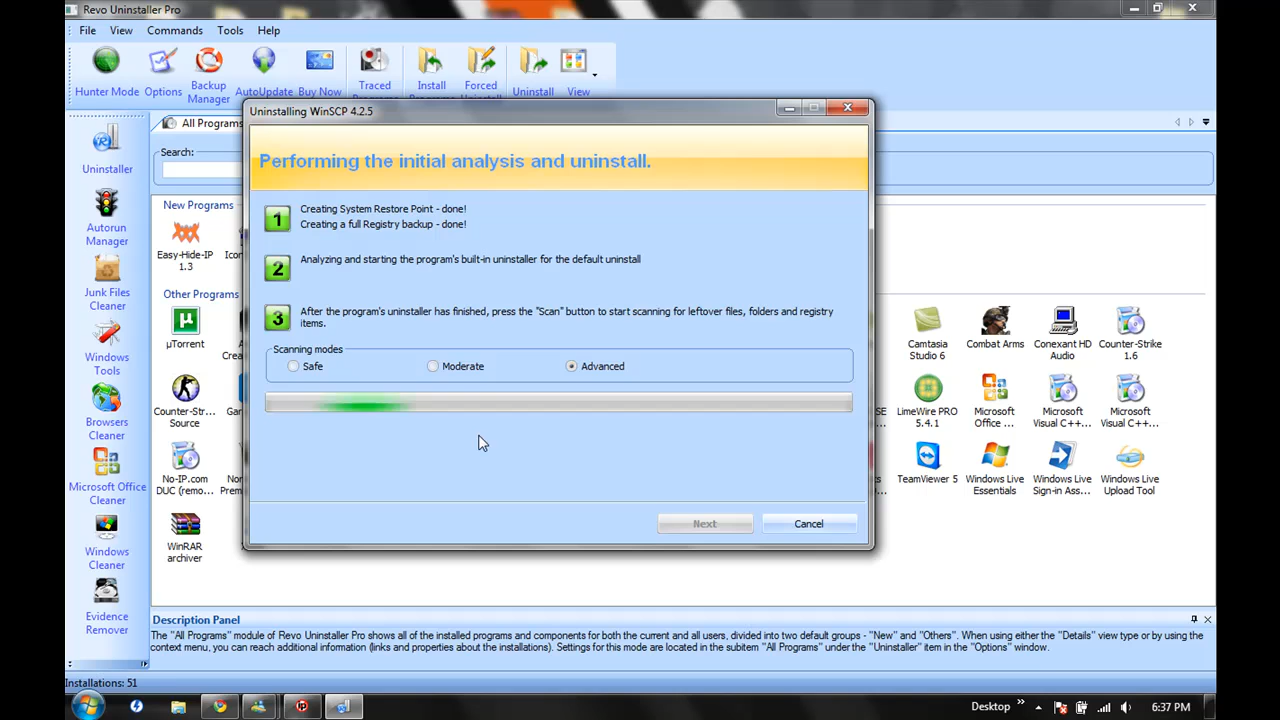 Revo Uninstaller Pro
File View Commands Tools Help
Hunter Mode Options Backup Manager AutoUpdate Buy Now Traced Install Forced Uninstall View
Uninstalling WinSCP 4.2.5
All Programs
Search:
Performing the initial analysis and uninstall.
1 Creating System Restore Point - done!
Creating a full Registry backup - done!
2 Analyzing and starting the program's built-in uninstaller for the default uninstall
3 After the program's uninstaller has finished, press the "Scan" button to start scanning for leftover files, folders and registry
items.
Scanning modes
Safe Moderate Advanced
Next Cancel
Uninstaller
Autorun
Manager
Junk Files
Cleaner
Windows
Tools
Browsers
Cleaner
Microsoft Office
Cleaner
Windows
Cleaner
Evidence
Remover
New Programs
Easy-Hide-IP
1.3
Other Programs
µTorrent
Camtasia
Studio 6
Combat Arms
Conexant HD
Audio
Counter-Strike
1.6
Counter-Str...
Source
LimeWire PRO
5.4.1
Microsoft
Office ...
Microsoft
Visual C++...
Microsoft
Visual C++...
No-IP.com
DUC (remo...
TeamViewer 5
Windows Live
Essentials
Windows Live
Sign-in Ass...
Windows Live
Upload Tool
WinRAR
archiver
Description Panel
The "All Programs" module of Revo Uninstaller Pro shows all of the installed programs and components for both the current and all users, divided into two default groups - "New" and "Others". When using either the "Details" view type or by using the
context menu, you can reach additional information (links and properties about the installations). Settings for this mode are located in the subitem "All Programs" under the "Uninstaller" item in the "Options" window.
Installations: 51
Desktop » 6:37 PM